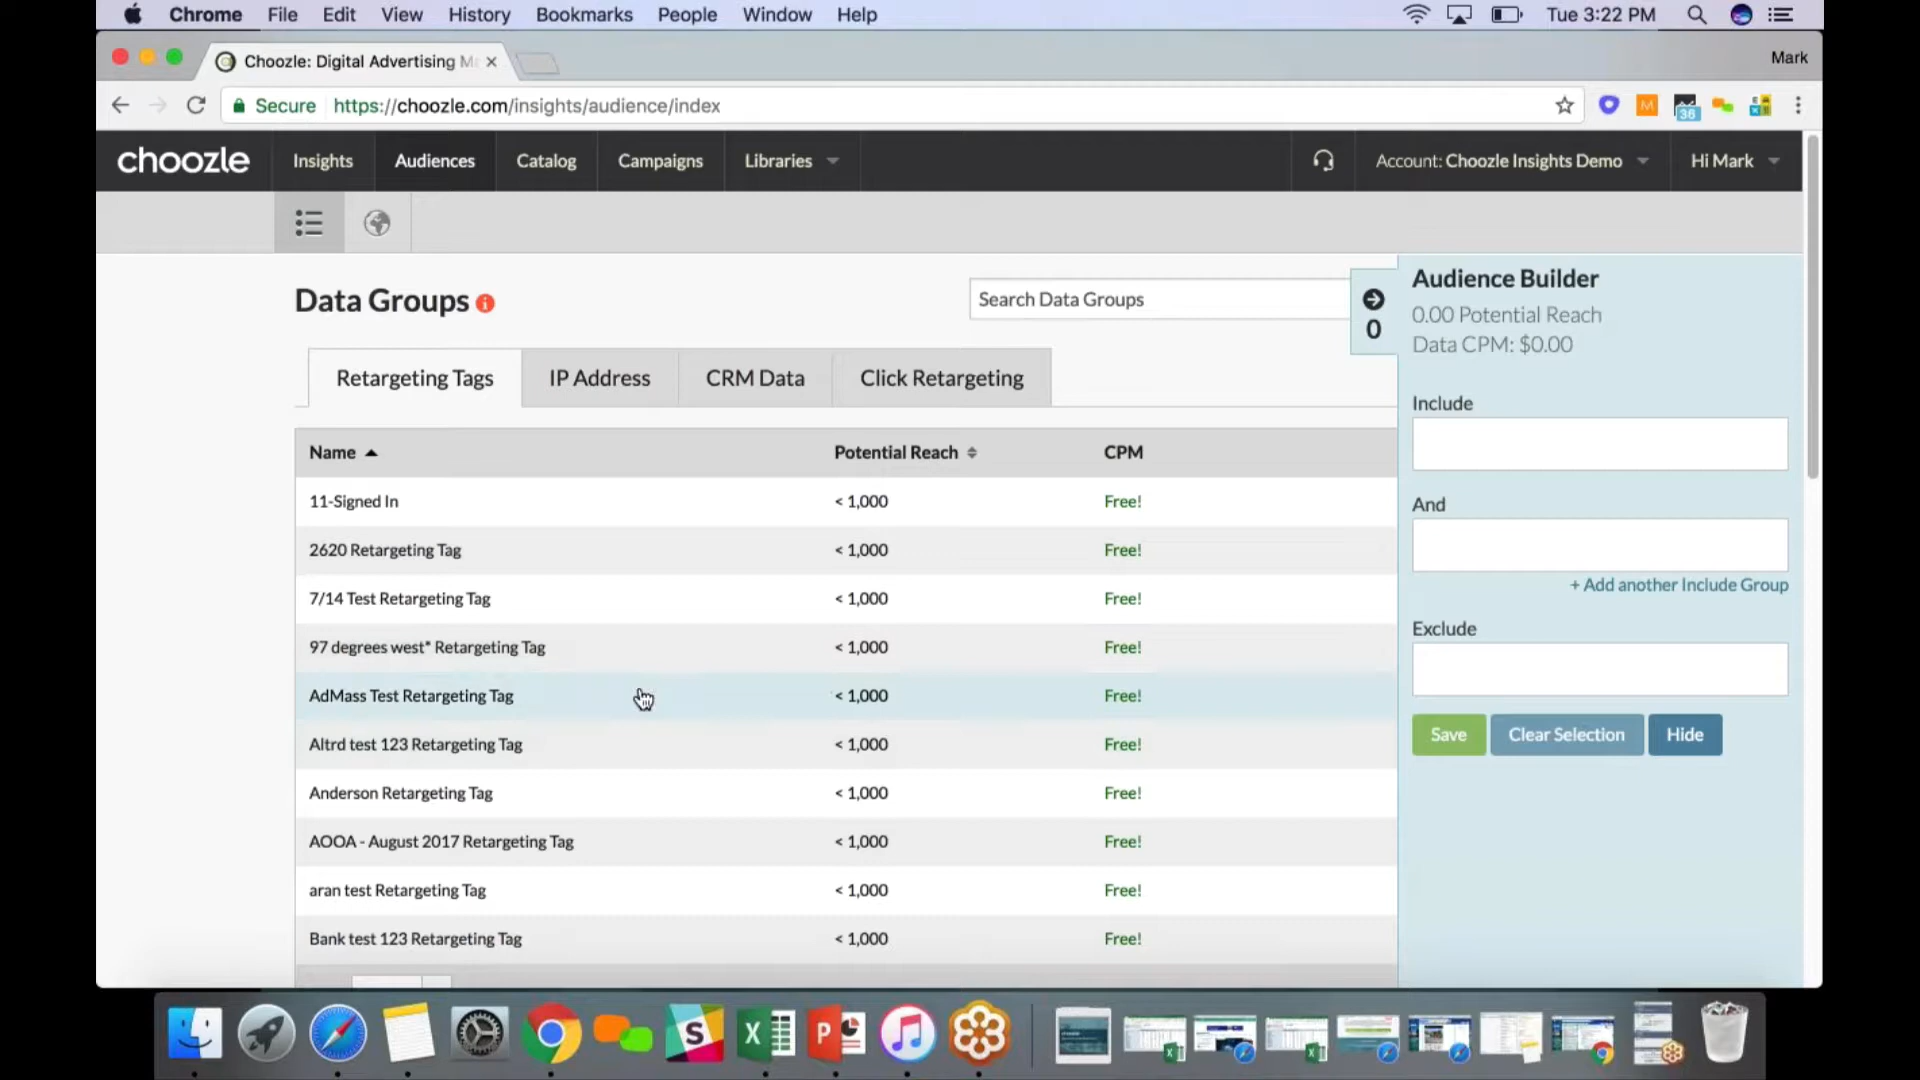 Chrome File Edit View History Bookmarks People Window Help Tue 3:22 PM
Choozle: Digital Advertising Ma Mark
Secure https://choozle.com/insights/audience/index
M 36
choozle Insights Audiences Catalog Campaigns Libraries Account: Choozle Insights Demo Hi Mark
Data Groups
Search Data Groups
0
Audience Builder
0.00 Potential Reach
Data CPM: $0.00
Retargeting Tags IP Address CRM Data Click Retargeting
Name Potential Reach CPM
11-Signed In < 1,000 Free!
2620 Retargeting Tag < 1,000 Free!
7/14 Test Retargeting Tag < 1,000 Free!
97 degrees west* Retargeting Tag < 1,000 Free!
AdMass Test Retargeting Tag < 1,000 Free!
Altrd test 123 Retargeting Tag < 1,000 Free!
Anderson Retargeting Tag < 1,000 Free!
AOOA - August 2017 Retargeting Tag < 1,000 Free!
aran test Retargeting Tag < 1,000 Free!
Bank test 123 Retargeting Tag < 1,000 Free!
Include
And
+ Add another Include Group
Exclude
Save Clear Selection Hide